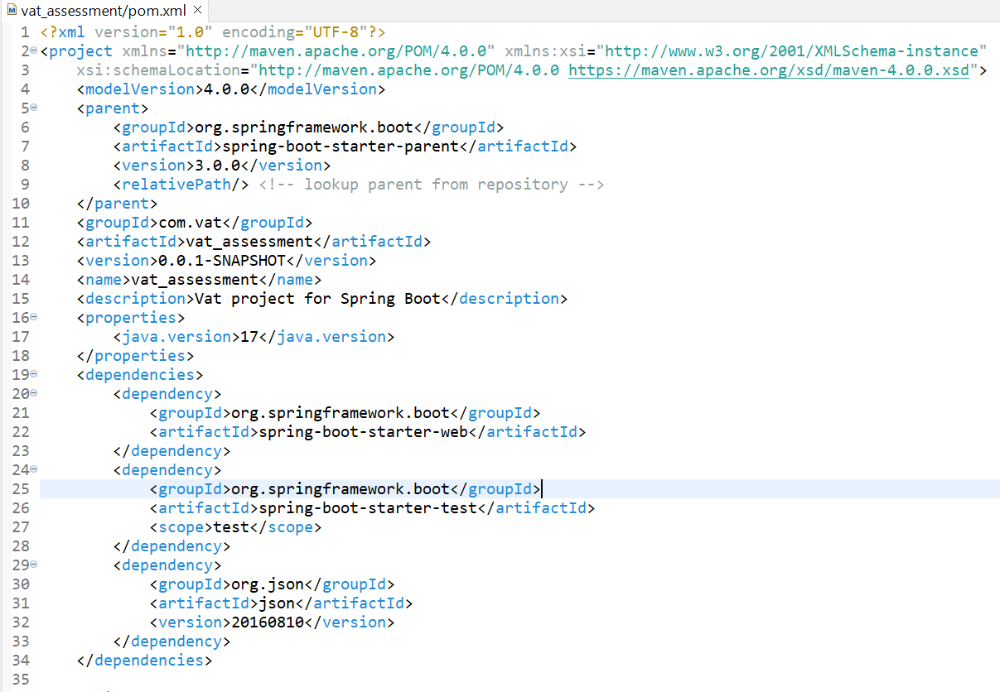 vat_assessment/pom.xml ×
1 <?xml version="1.0" encoding="UTF-8"?>
2 <project xmlns="http://maven.apache.org/POM/4.0.0" xmlns:xsi="http://www.w3.org/2001/XMLSchema-instance"
3     xsi:schemaLocation="http://maven.apache.org/POM/4.0.0 https://maven.apache.org/xsd/maven-4.0.0.xsd">
4     <modelVersion>4.0.0</modelVersion>
5     <parent>
6         <groupId>org.springframework.boot</groupId>
7         <artifactId>spring-boot-starter-parent</artifactId>
8         <version>3.0.0</version>
9         <relativePath/> <!-- lookup parent from repository -->
10     </parent>
11     <groupId>com.vat</groupId>
12     <artifactId>vat_assessment</artifactId>
13     <version>0.0.1-SNAPSHOT</version>
14     <name>vat_assessment</name>
15     <description>Vat project for Spring Boot</description>
16     <properties>
17         <java.version>17</java.version>
18     </properties>
19     <dependencies>
20         <dependency>
21             <groupId>org.springframework.boot</groupId>
22             <artifactId>spring-boot-starter-web</artifactId>
23         </dependency>
24         <dependency>
25             <groupId>org.springframework.boot</groupId>
26             <artifactId>spring-boot-starter-test</artifactId>
27             <scope>test</scope>
28         </dependency>
29         <dependency>
30             <groupId>org.json</groupId>
31             <artifactId>json</artifactId>
32             <version>20160810</version>
33         </dependency>
34     </dependencies>
35